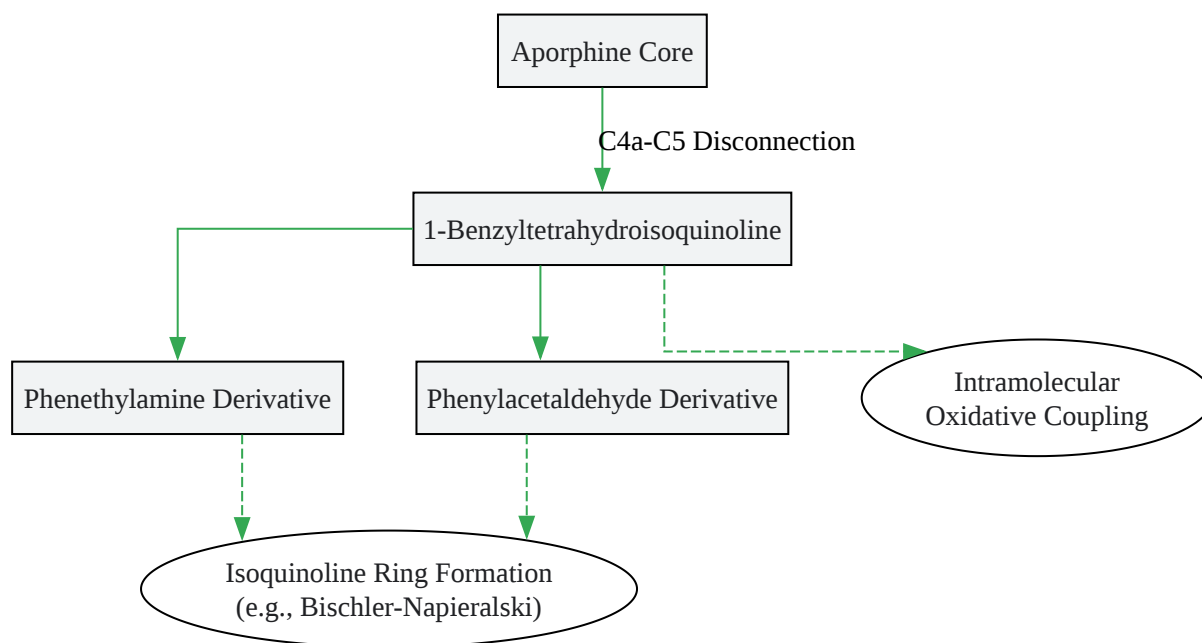 Aporphine Core
C4a-C5 Disconnection
1-Benzyltetrahydroisoquinoline
Phenethylamine Derivative
Phenylacetaldehyde Derivative
Intramolecular
Oxidative Coupling
Isoquinoline Ring Formation
(e.g., Bischler-Napieralski)